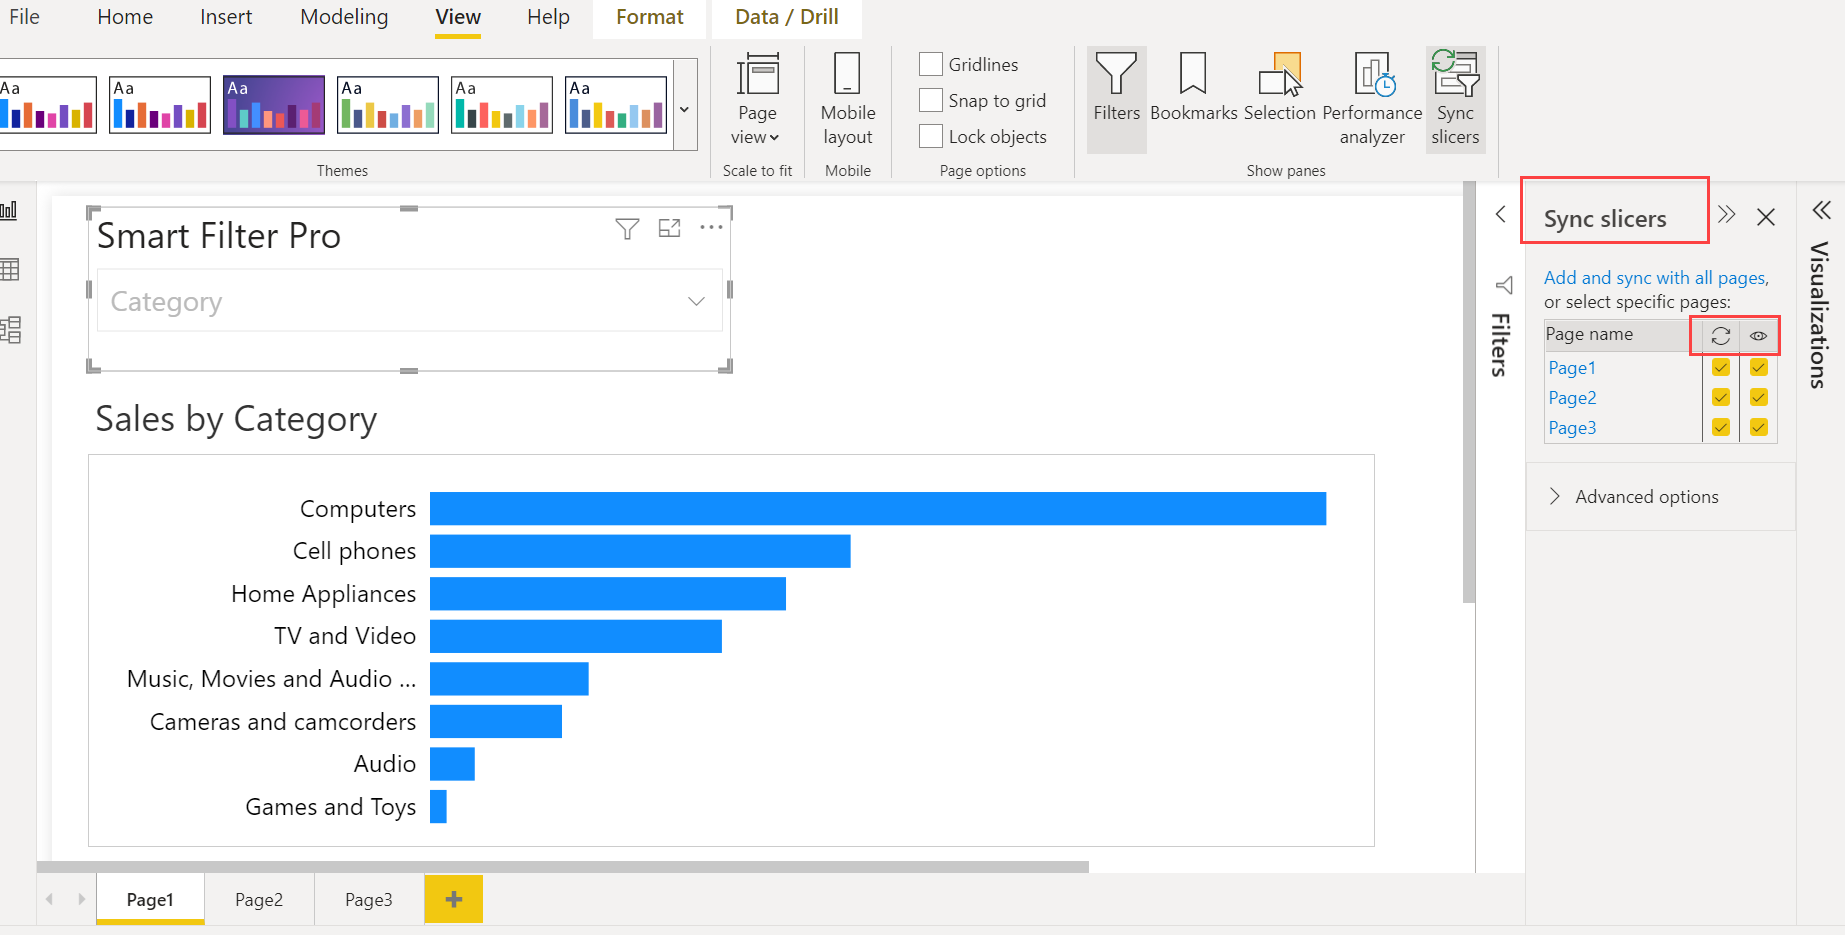 File Home Insert Modeling View Help Format Data / Drill
Aa Aa Aa Aa Aa Aa
Page view
Mobile layout
Gridlines
Snap to grid
Lock objects
Filters
Bookmarks
Selection
Performance analyzer
Sync slicers
Themes Scale to fit Mobile Page options Show panes
Smart Filter Pro
Category
Sales by Category
Computers
Cell phones
Home Appliances
TV and Video
Music, Movies and Audio ...
Cameras and camcorders
Audio
Games and Toys
Filters
Sync slicers
Add and sync with all pages,
or select specific pages:
Page name
Page1
Page2
Page3
Advanced options
Visualizations
Page1 Page2 Page3